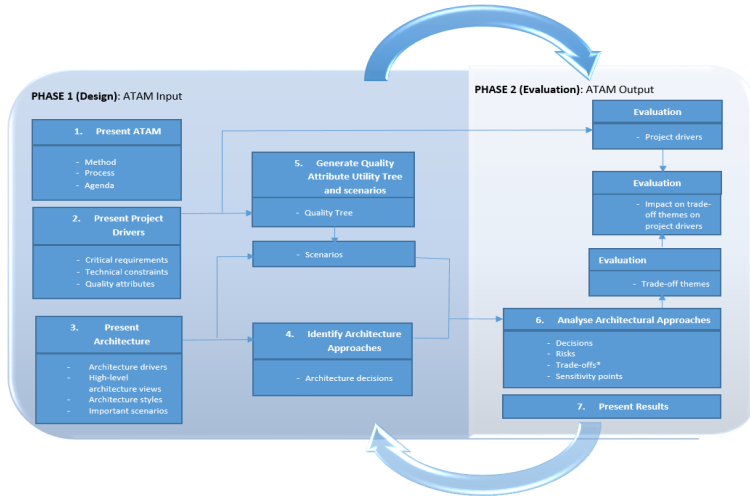 PHASE 1 (Design): ATAM Input
1. Present ATAM
- Method
- Process
- Agenda
2. Present Project
Drivers
- Critical requirements
- Technical constraints
- Quality attributes
3. Present
Architecture
- Architecture drivers
- High-level
architecture views
- Architecture styles
- Important scenarios
5. Generate Quality
Attribute Utility Tree
and scenarios
- Quality Tree
- Scenarios
4. Identify Architecture
Approaches
- Architecture decisions
PHASE 2 (Evaluation): ATAM Output
Evaluation
- Project drivers
Evaluation
- Impact on trade-
off themes on
project drivers
Evaluation
- Trade-off themes
6. Analyse Architectural Approaches
- Decisions
- Risks
- Trade-offs*
- Sensitivity points
7. Present Results